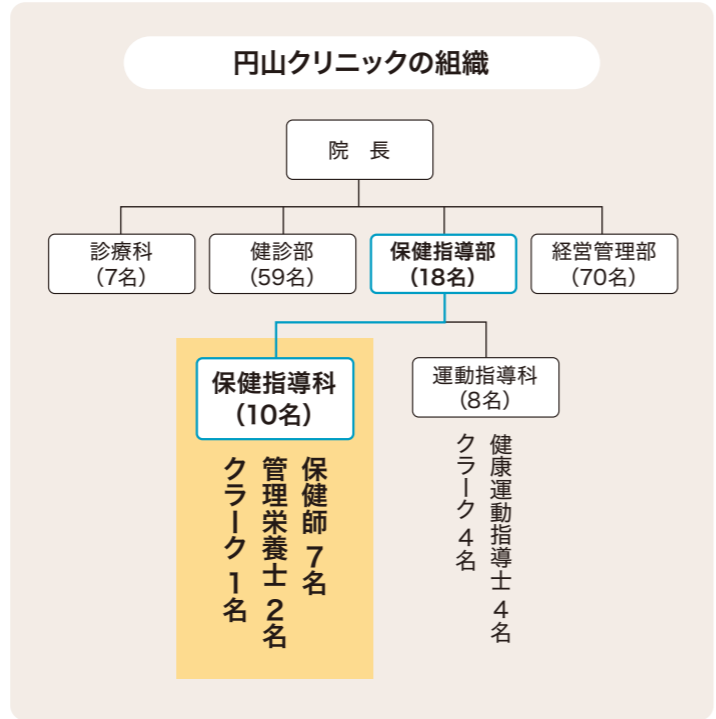 円山クリニックの組織
院　長
診療科
（7名）
健診部
（59名）
保健指導部
（18名）
経営管理部
（70名）
保健指導科
（10名）
保健師 7名
管理栄養士 2名
クラーク 1名
運動指導科
（8名）
健康運動指導士 4名
クラーク 4名